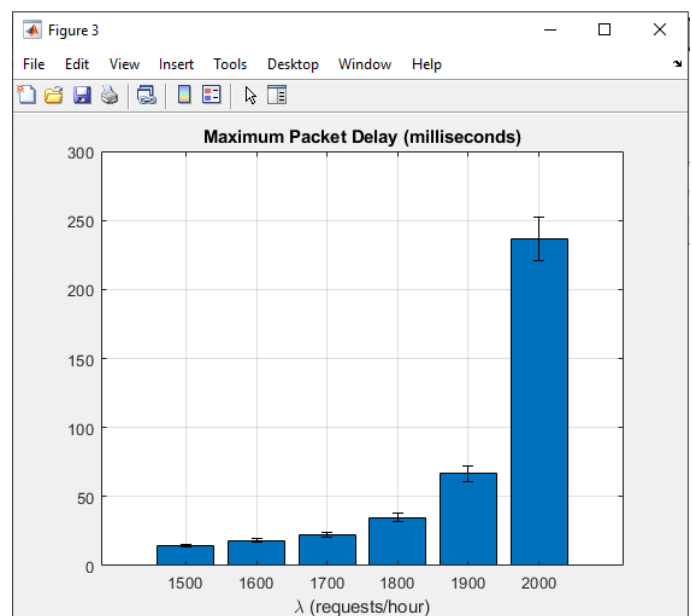 Figure 3
File Edit View Insert Tools Desktop Window Help
Maximum Packet Delay (milliseconds)
300
250
200
150
100
50
0
1500 1600 1700 1800 1900 2000
λ (requests/hour)